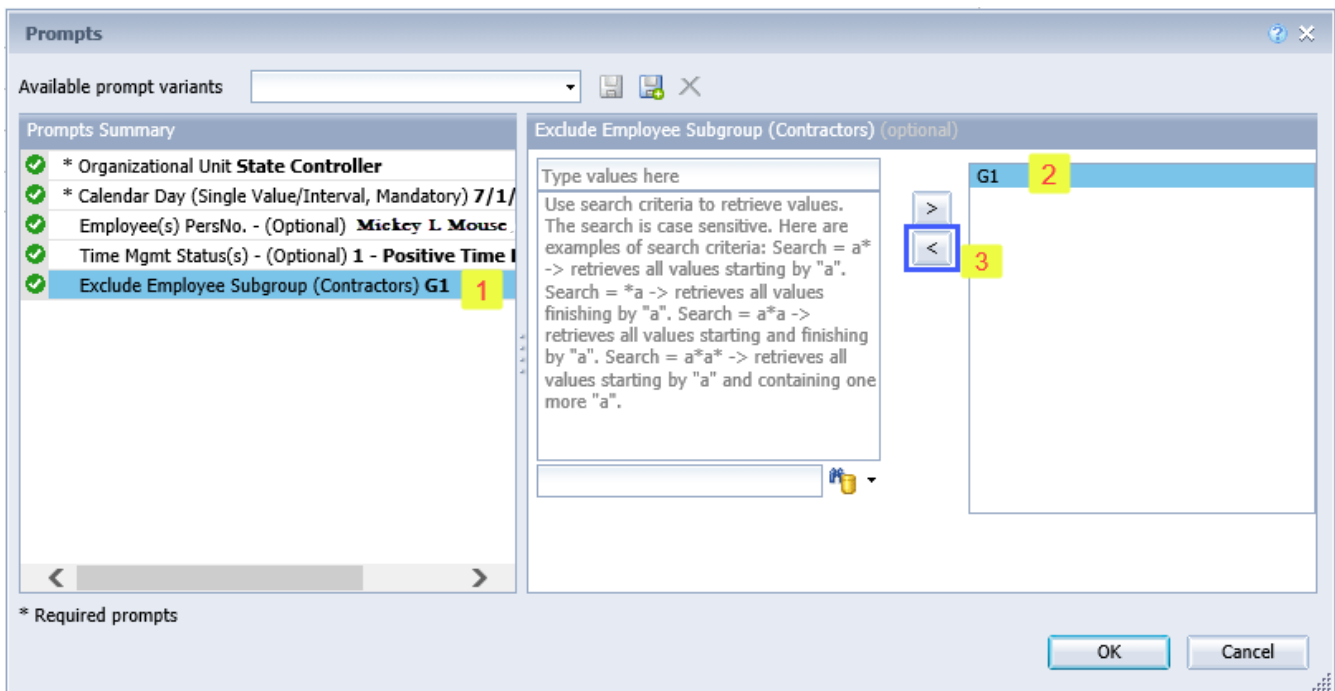 Prompts
Available prompt variants
Prompts Summary
* Organizational Unit State Controller
* Calendar Day (Single Value/Interval, Mandatory) 7/1/
Employee(s) PersNo. - (Optional) Mickey L Mouse
Time Mgmt Status(s) - (Optional) 1 - Positive Time
Exclude Employee Subgroup (Contractors) G1
1
Exclude Employee Subgroup (Contractors) (optional)
Type values here
Use search criteria to retrieve values.
The search is case sensitive. Here are
examples of search criteria: Search = a*
-> retrieves all values starting by "a".
Search = *a -> retrieves all values
finishing by "a". Search = a*a ->
retrieves all values starting and finishing
by "a". Search = a*a* -> retrieves all
values starting by "a" and containing one
more "a".
>
<
3
G1
2
* Required prompts
OK
Cancel